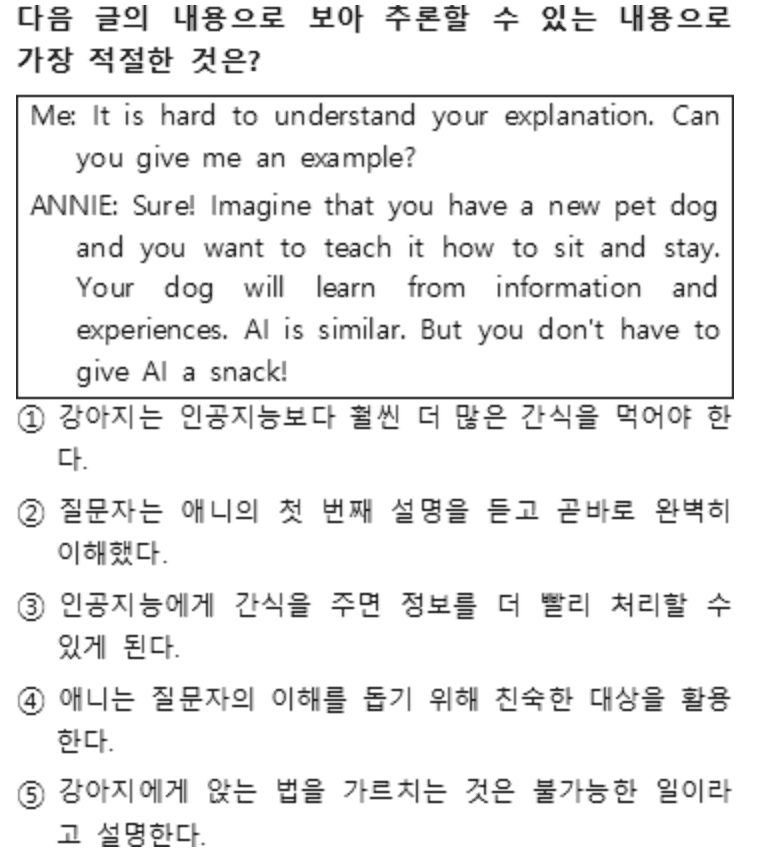 다음 글의 내용으로 보아 추론할 수 있는 내용으로
가장 적절한 것은?
Me: It is hard to understand your explanation. Can
you give me an example?
ANNIE: Sure! Imagine that you have a new pet dog
and you want to teach it how to sit and stay.
Your dog will learn from information and
experiences. AI is similar. But you don't have to
give AI a snack!
① 강아지는 인공지능보다 훨씬 더 많은 간식을 먹어야 한
다.
② 질문자는 애니의 첫 번째 설명을 듣고 곧바로 완벽히
이해했다.
③ 인공지능에게 간식을 주면 정보를 더 빨리 처리할 수
있게 된다.
④ 애니는 질문자의 이해를 돕기 위해 친숙한 대상을 활용
한다.
⑤ 강아지에게 앉는 법을 가르치는 것은 불가능한 일이라
고 설명한다.